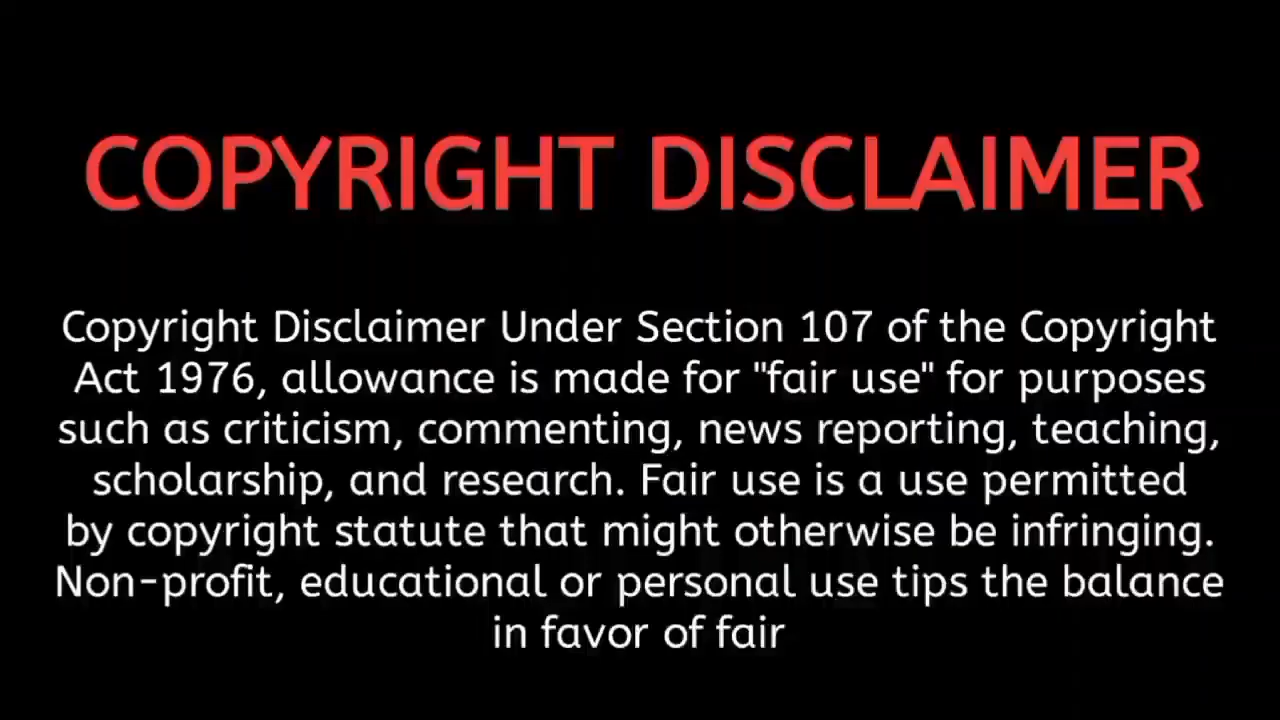 COPYRIGHT DISCLAIMER
Copyright Disclaimer Under Section 107 of the Copyright
Act 1976, allowance is made for "fair use" for purposes
such as criticism, commenting, news reporting, teaching,
scholarship, and research. Fair use is a use permitted
by copyright statute that might otherwise be infringing.
Non-profit, educational or personal use tips the balance
in favor of fair